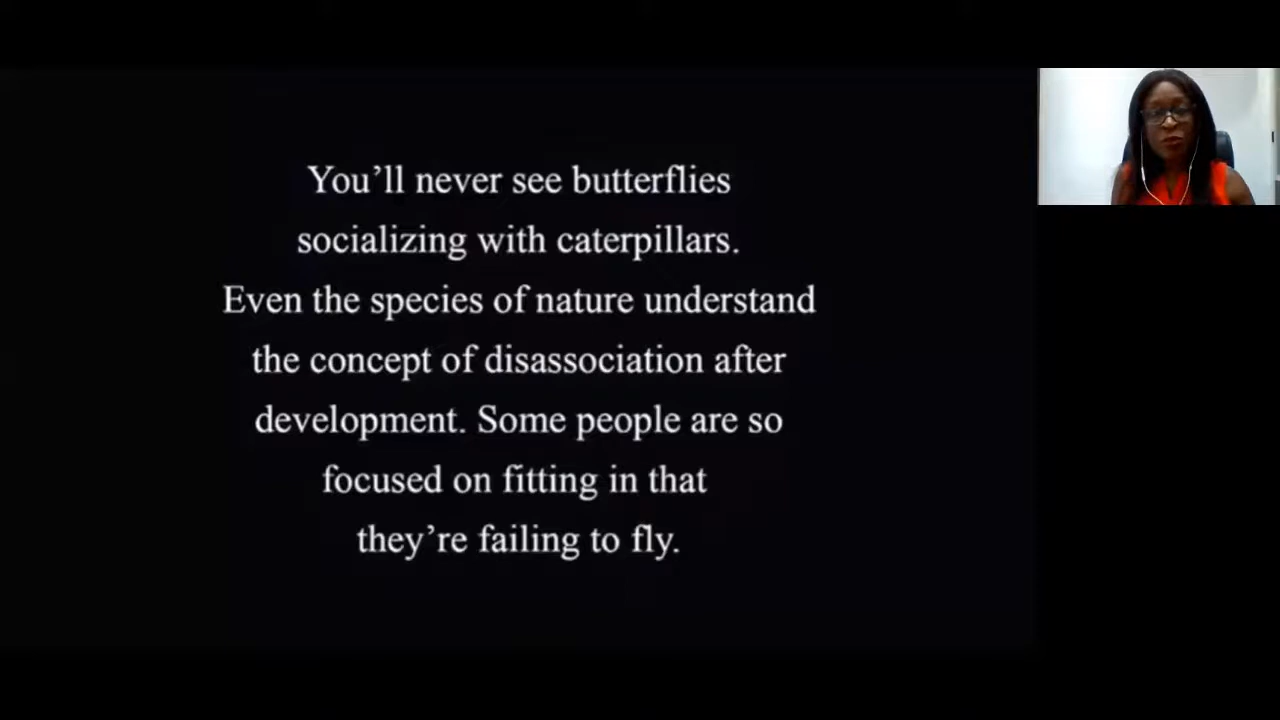 You’ll never see butterflies
socializing with caterpillars.
Even the species of nature understand
the concept of disassociation after
development. Some people are so
focused on fitting in that
they’re failing to fly.